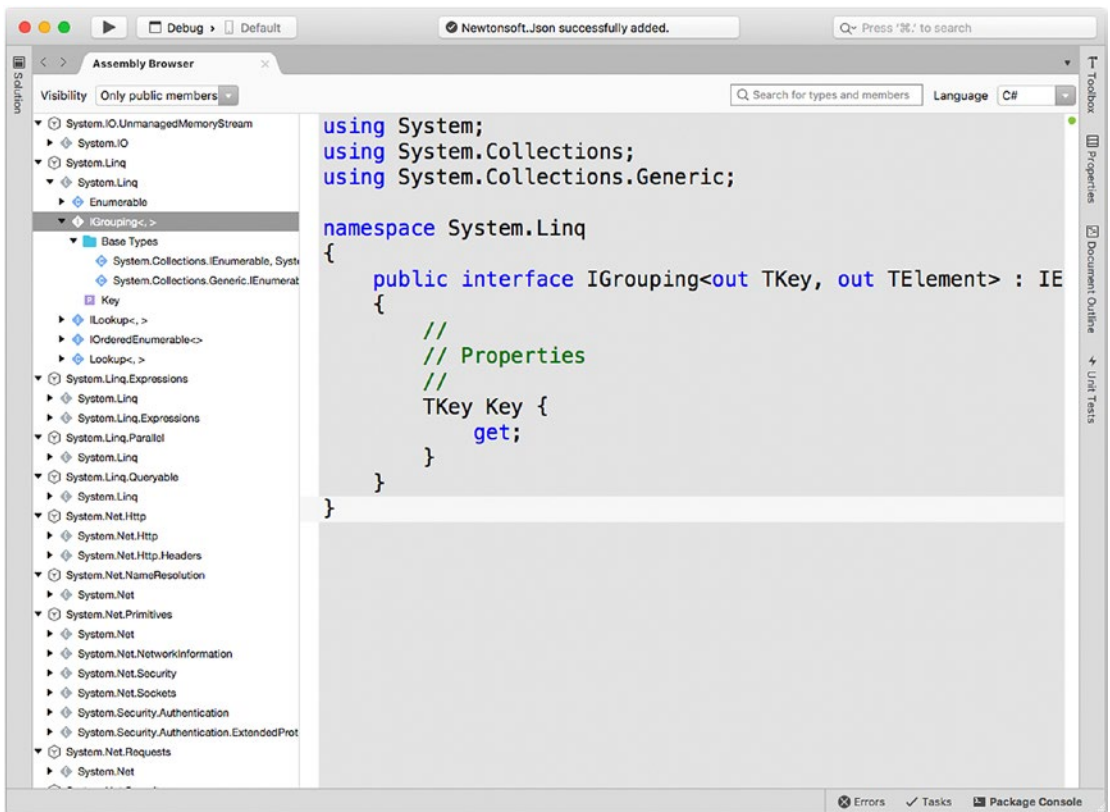 Debug › Default
Newtonsoft.Json successfully added.
Press '⌘.' to search
Solution
Assembly Browser
Visibility Only public members
Search for types and members
Language C#
System.IO.UnmanagedMemoryStream
System.IO
System.Linq
System.Linq
Enumerable
IGrouping<, >
Base Types
System.Collections.IEnumerable, Syste
System.Collections.Generic.IEnumerat
Key
ILookup<, >
IOrderedEnumerable<>
Lookup<, >
System.Linq.Expressions
System.Linq
System.Linq.Expressions
System.Linq.Parallel
System.Linq
System.Linq.Queryable
System.Linq
System.Net.Http
System.Net.Http
System.Net.Http.Headers
System.Net.NameResolution
System.Net
System.Net.Primitives
System.Net
System.Net.NetworkInformation
System.Net.Security
System.Net.Sockets
System.Security.Authentication
System.Security.Authentication.ExtendedProt
System.Net.Requests
System.Net
using System;
using System.Collections;
using System.Collections.Generic;
namespace System.Linq
{
public interface IGrouping<out TKey, out TElement> : IE
{
//
// Properties
//
TKey Key {
get;
}
}
}
Toolbox
Properties
Document Outline
Unit Tests
Errors
Tasks
Package Console